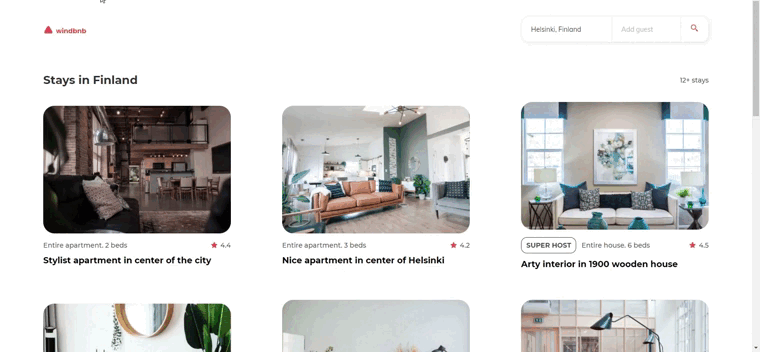 windbnb
Helsinki, Finland
Add guest
Stays in Finland
12+ stays
Entire apartment. 2 beds
4.4
Stylist apartment in center of the city
Entire apartment. 3 beds
4.2
Nice apartment in center of Helsinki
SUPER HOST
Entire house. 6 beds
4.5
Arty interior in 1900 wooden house